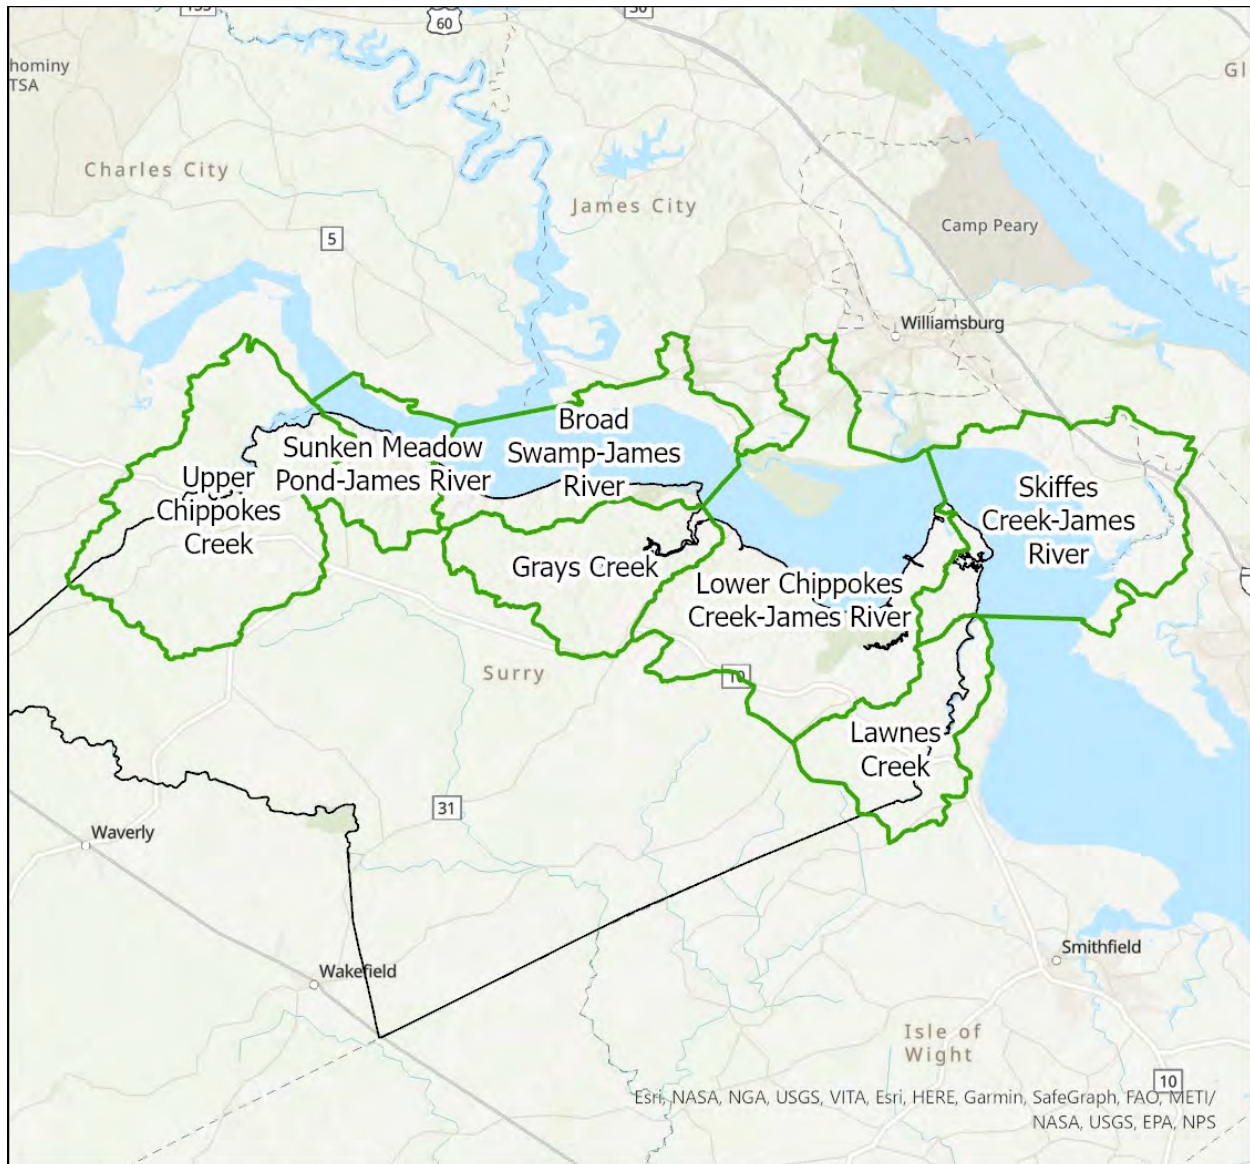 60
hominy
TSA
Charles City
5
James City
Camp Peary
Williamsburg
Broad
Swamp-James
River
Sunken Meadow
Pond-James River
Upper
Chippokes
Creek
Skiffes
Creek-James
River
Grays Creek
Lower Chippokes
Creek-James River
Surry
10
Lawnes
Creek
31
Waverly
Wakefield
Smithfield
Isle of
Wight
10
Esri, NASA, NGA, USGS, VITA, Esri, HERE, Garmin, SafeGraph, FAO, METI/
NASA, USGS, EPA, NPS